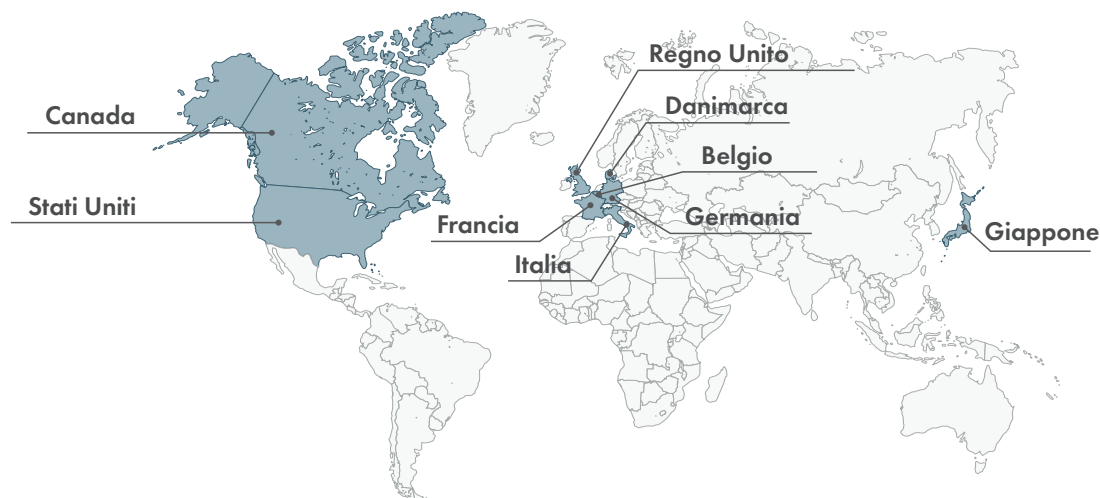 Regno Unito
Danimarca
Canada
Belgio
Stati Uniti
Germania
Francia
Giappone
Italia